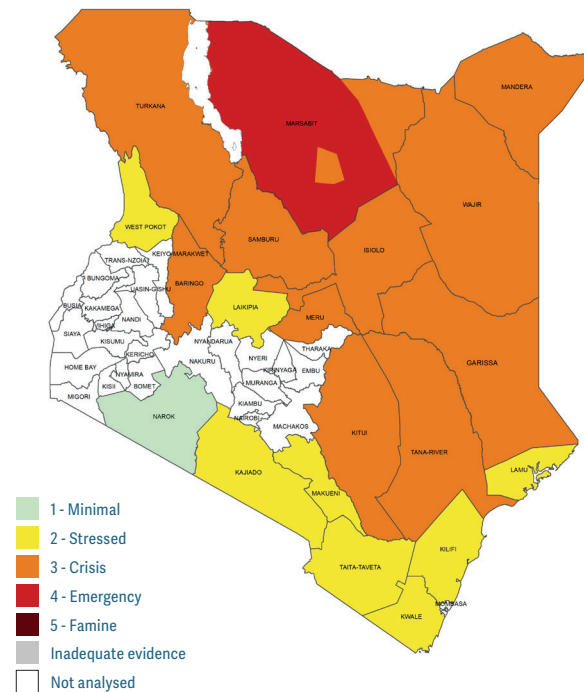 MANDERA
TURKANA
MARSABIT
WAJIR
WEST POKOT
SAMBURU
ISIOLO
TRANS-NZOIA
KEIYO-MARAKWET
BUNGOMA
UASIN-GISHU
BARINGO
LAIKIPIA
MERU
BUSIA
KAKAMEGA
NANDI
VIHIGA
SIAYA
KISUMU
NYANDARUA
THARAKA
GARISSA
KERICHO
NYERI
HOME BAY
NYAMIRA
NAKURU
KIRINYAGA
EMBU
KISII
BOMET
MURANGA
MIGORI
NAROK
KIAMBU
NAIROBI
MACHAKOS
KITUI
TANA-RIVER
KAJIADO
LAMU
MAKUENI
KILIFI
TAITA-TAVETA
MOMBASA
KWALE
1 - Minimal
2 - Stressed
3 - Crisis
4 - Emergency
5 - Famine
Inadequate evidence
Not analysed